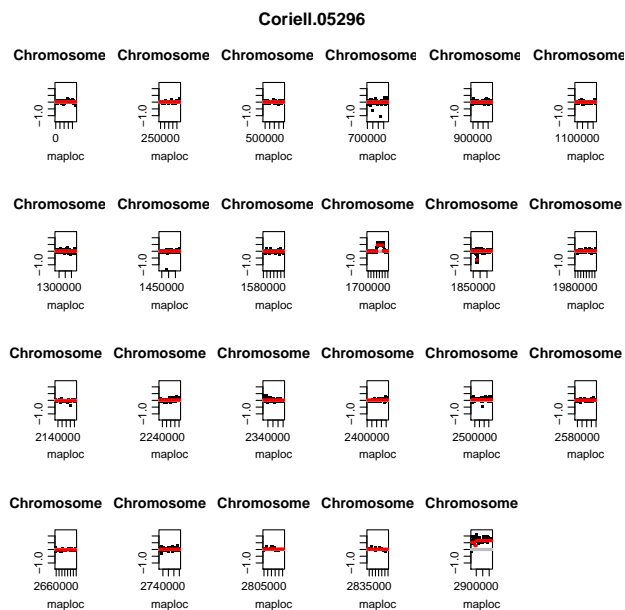 Coriell.05296
Chromosome Chromosome Chromosome Chromosome Chromosome Chromosome
-1.0 -1.0 -1.0 -1.0 -1.0 -1.0
0 250000 500000 700000 900000 1100000
maploc maploc maploc maploc maploc maploc
Chromosome Chromosome Chromosome Chromosome Chromosome Chromosome
-1.0 -1.0 -1.0 -1.0 -1.0 -1.0
1300000 1450000 1580000 1700000 1850000 1980000
maploc maploc maploc maploc maploc maploc
Chromosome Chromosome Chromosome Chromosome Chromosome Chromosome
-1.0 -1.0 -1.0 -1.0 -1.0 -1.0
2140000 2240000 2340000 2400000 2500000 2580000
maploc maploc maploc maploc maploc maploc
Chromosome Chromosome Chromosome Chromosome Chromosome
-1.0 -1.0 -1.0 -1.0 -1.0
2660000 2740000 2805000 2835000 2900000
maploc maploc maploc maploc maploc